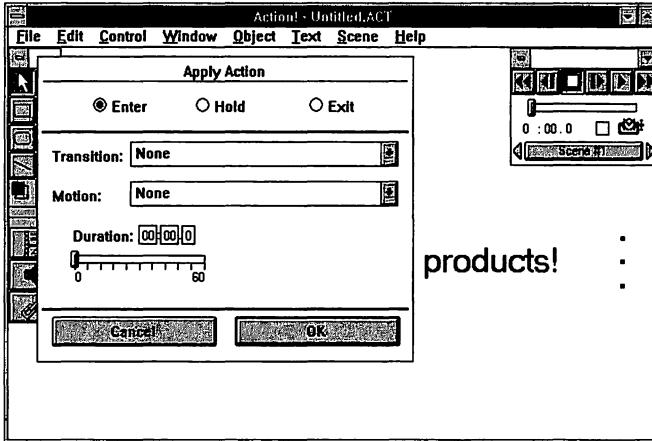 Action! - Untitled.ACT
File Edit Control Window Object Text Scene Help
Apply Action
Enter Hold Exit
Transition: None
Motion: None
Duration: 00:00.0
0 60
Cancel OK
0 :00.0
Scene #1
products!